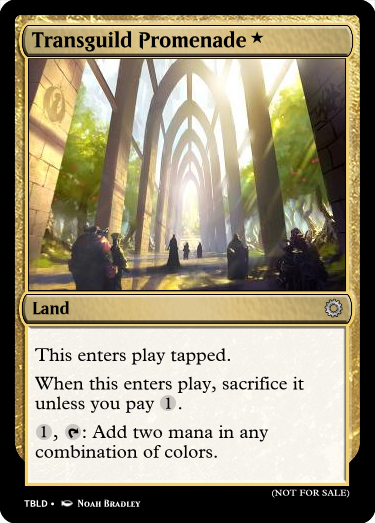 Transguild Promenade ★
Land
This enters play tapped.
When this enters play, sacrifice it
unless you pay 1.
1, T: Add two mana in any
combination of colors.
(NOT FOR SALE)
TBLD • NOAH BRADLEY